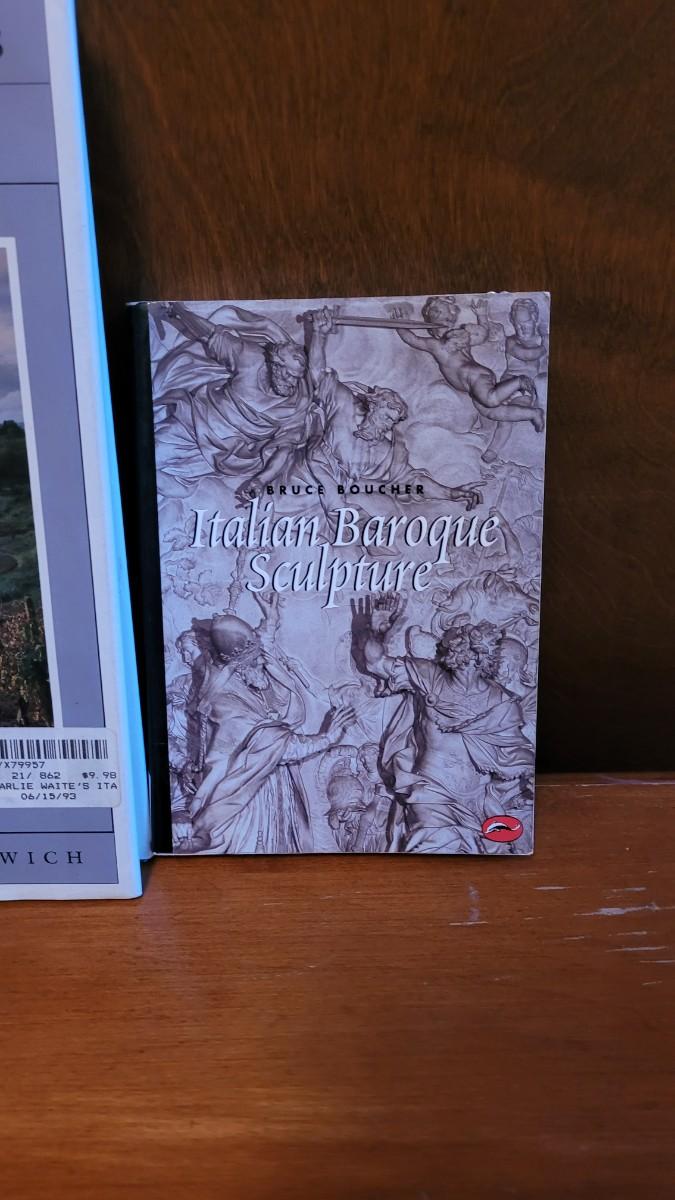 BRUCE BOUCHER
Italian Baroque
Sculpture
X79957
21/ 862 $9.98
ARLIE WAITE'S ITA
06/15/93
WICH